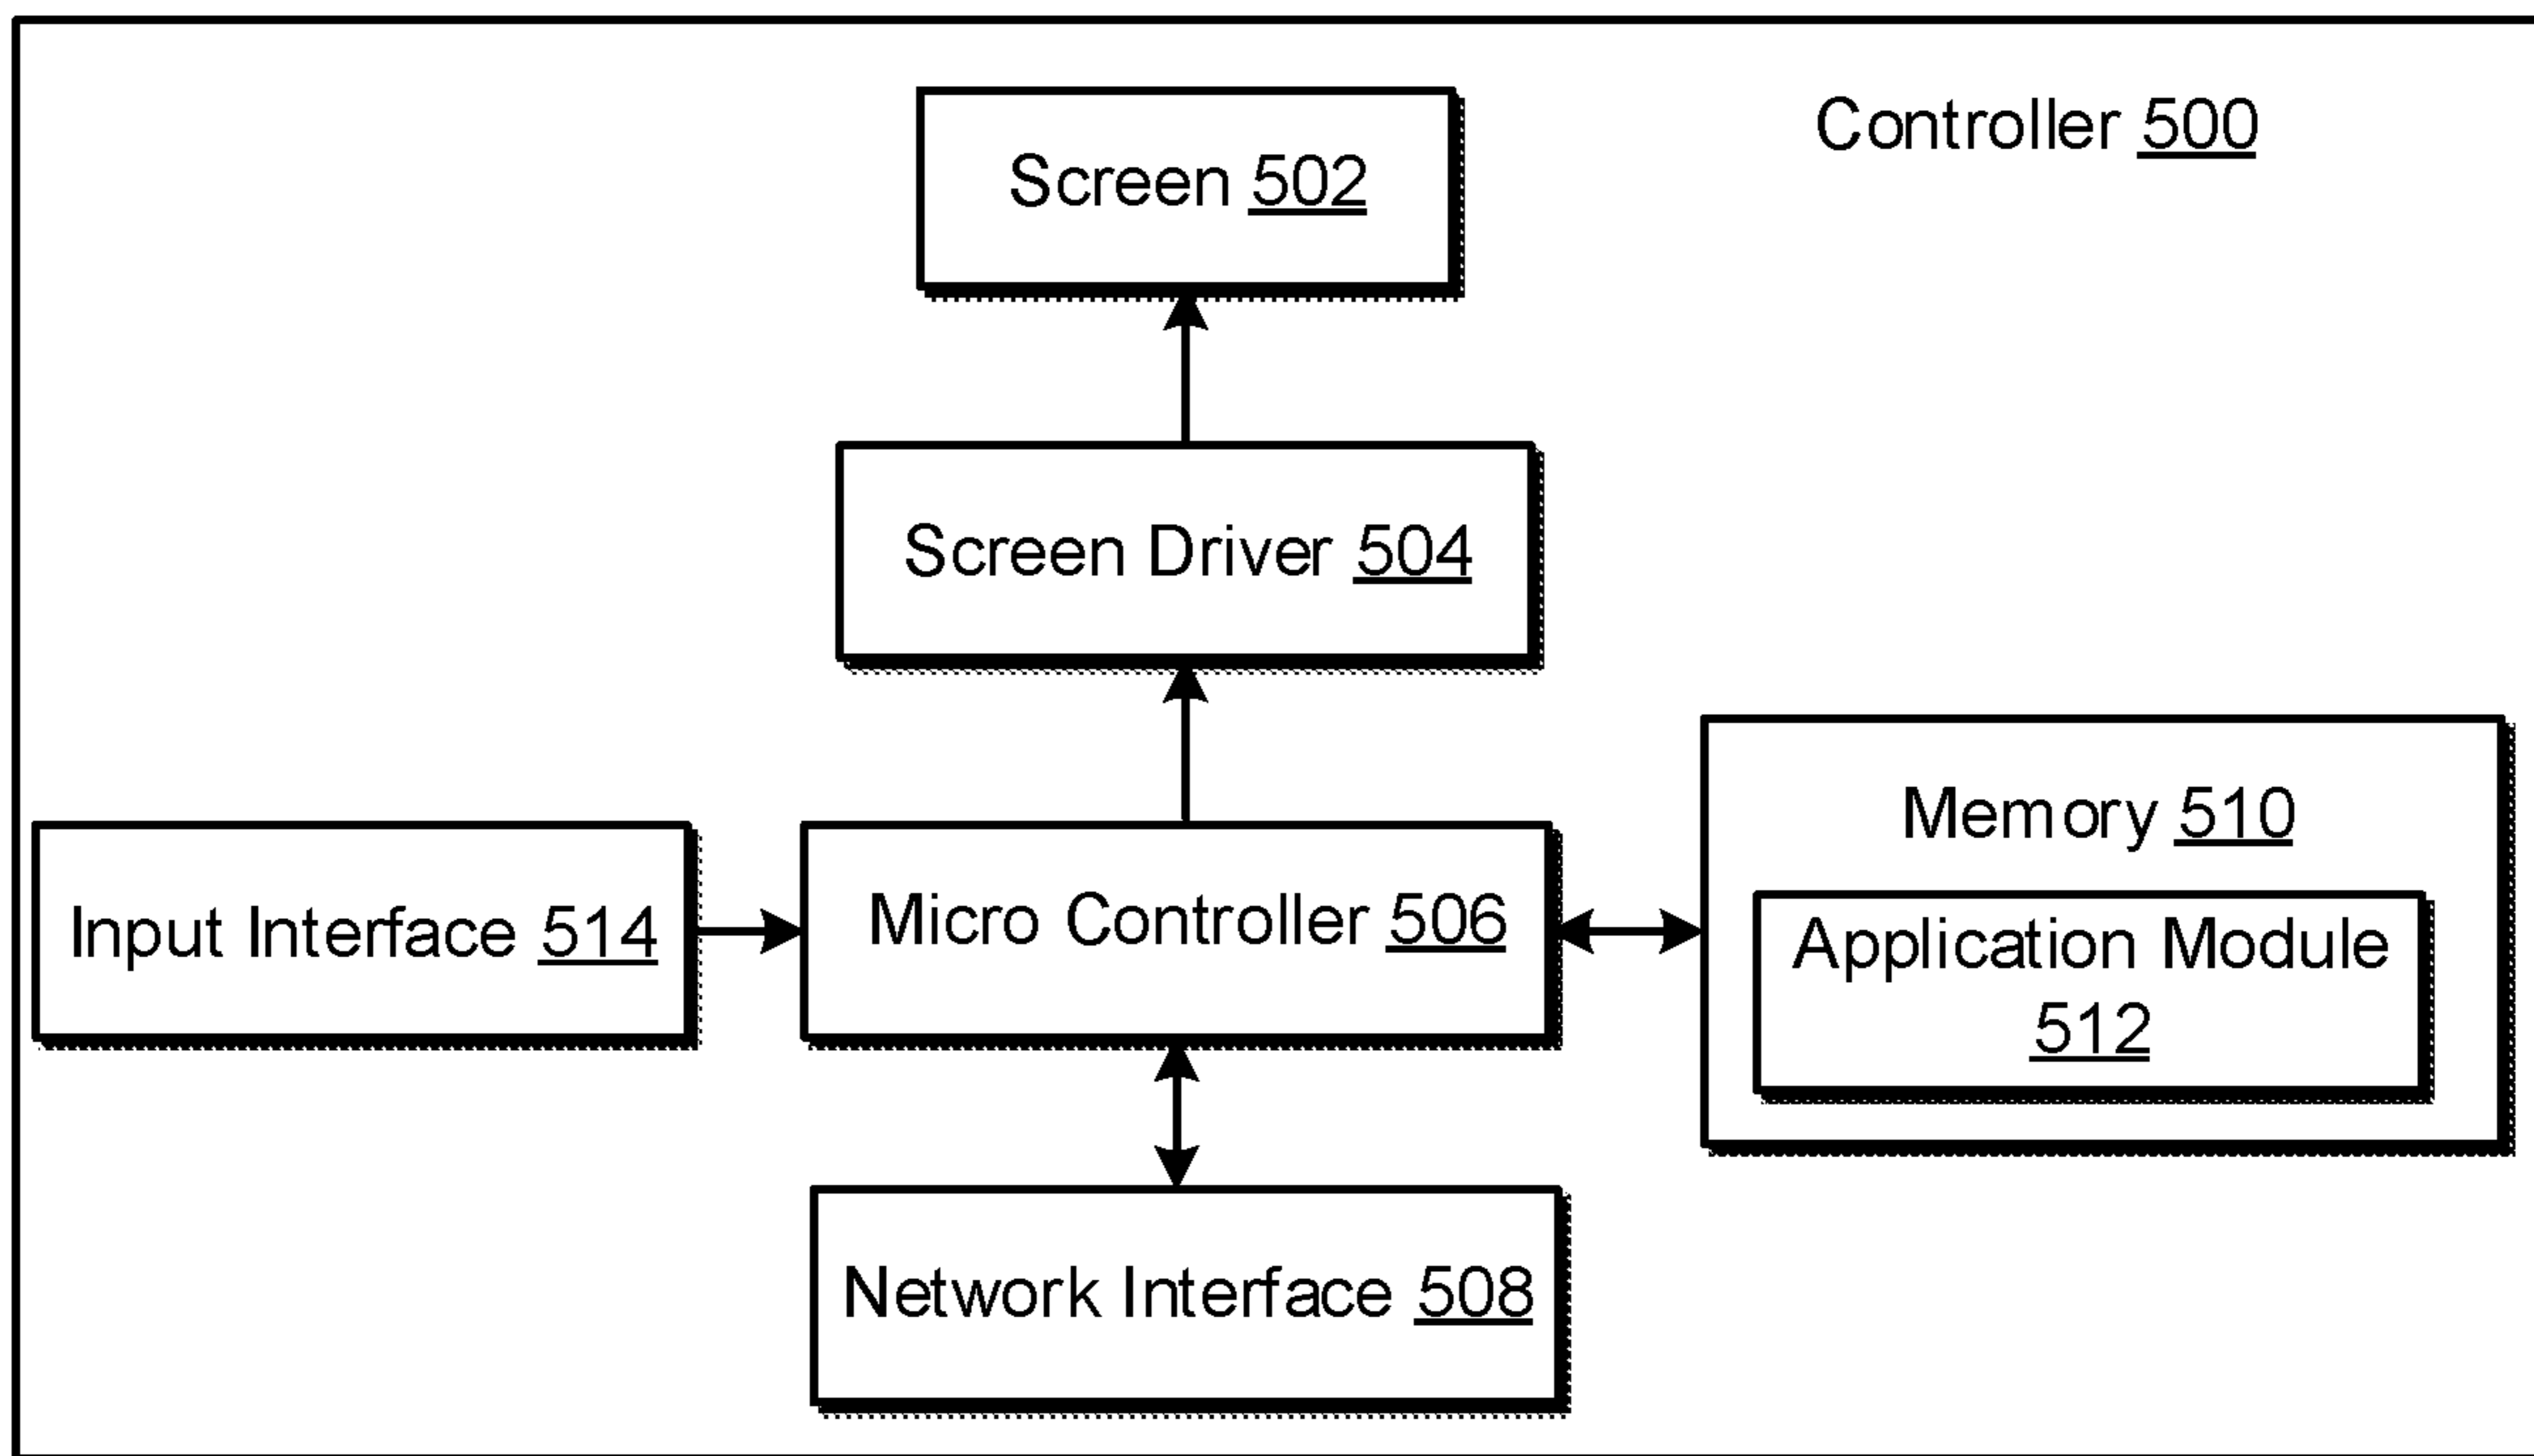 Controller 500
Screen 502
Screen Driver 504
Memory 510
Input Interface 514
Micro Controller 506
Application Module
512
Network Interface 508